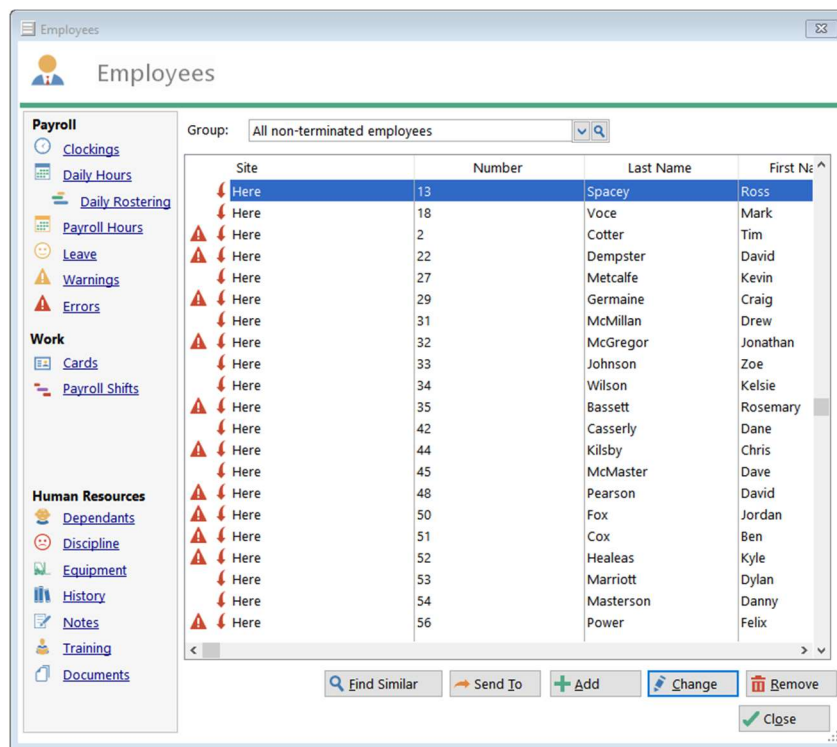 Employees
Employees
Payroll
Clockings
Daily Hours
Daily Rostering
Payroll Hours
Leave
Warnings
Errors
Work
Cards
Payroll Shifts
Human Resources
Dependants
Discipline
Equipment
History
Notes
Training
Documents
Group: All non-terminated employees
Site Number Last Name First Na
Here 13 Spacey Ross
Here 18 Voce Mark
Here 2 Cotter Tim
Here 22 Dempster David
Here 27 Metcalfe Kevin
Here 29 Germaine Craig
Here 31 McMillan Drew
Here 32 McGregor Jonathan
Here 33 Johnson Zoe
Here 34 Wilson Kelsie
Here 35 Bassett Rosemary
Here 42 Casserly Dane
Here 44 Kilsby Chris
Here 45 McMaster Dave
Here 48 Pearson David
Here 50 Fox Jordan
Here 51 Cox Ben
Here 52 Healeas Kyle
Here 53 Marriott Dylan
Here 54 Masterson Danny
Here 56 Power Felix
Find Similar Send To Add Change Remove
Close